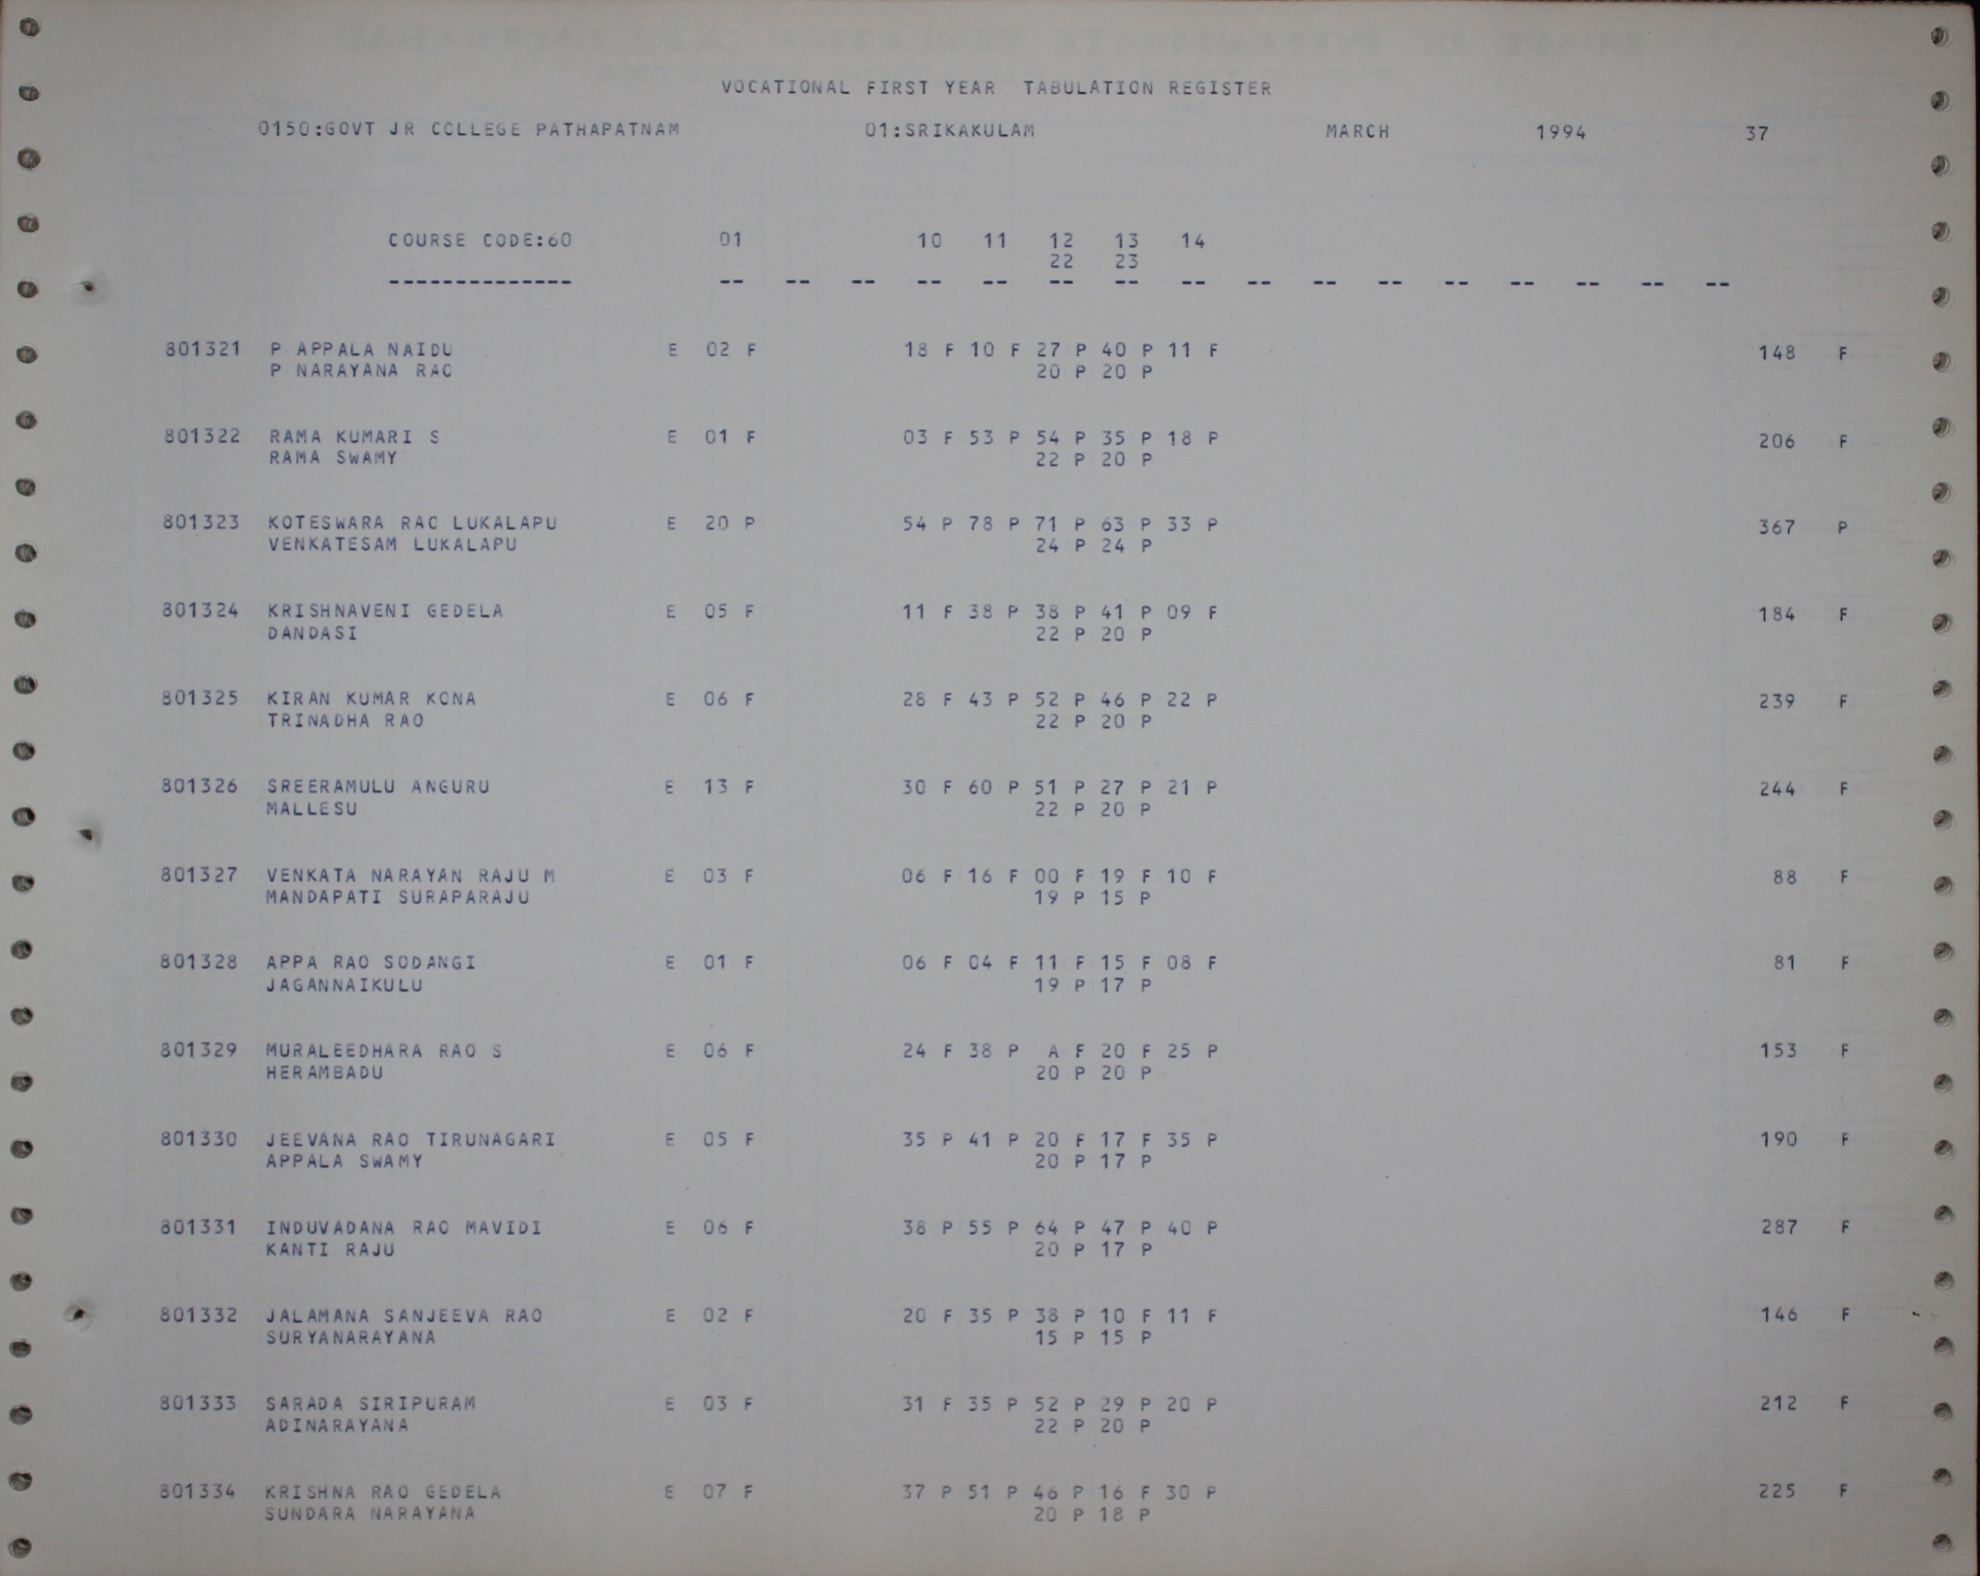 VOCATIONAL FIRST YEAR TABULATION REGISTER
0150:GOVT JR COLLEGE PATHAPATNAM 01:SRIKAKULAM MARCH 1994 37
COURSE CODE:60 01 10 11 12 13 14
22 23
-------------- -- -- -- -- -- -- -- -- -- -- -- -- -- -- -- --
801321 P APPALA NAIDU E 02 F 18 F 10 F 27 P 40 P 11 F 148 F
P NARAYANA RAO 20 P 20 P
801322 RAMA KUMARI S E 01 F 03 F 53 P 54 P 35 P 18 P 206 F
RAMA SWAMY 22 P 20 P
801323 KOTESWARA RAO LUKALAPU E 20 P 54 P 78 P 71 P 63 P 33 P 367 P
VENKATESAM LUKALAPU 24 P 24 P
801324 KRISHNAVENI GEDELA E 05 F 11 F 38 P 38 P 41 P 09 F 184 F
DANDASI 22 P 20 P
801325 KIRAN KUMAR KONA E 06 F 28 F 43 P 52 P 46 P 22 P 239 F
TRINADHA RAO 22 P 20 P
801326 SREERAMULU ANGURU E 13 F 30 F 60 P 51 P 27 P 21 P 244 F
MALLESU 22 P 20 P
801327 VENKATA NARAYAN RAJU M E 03 F 06 F 16 F 00 F 19 F 10 F 88 F
MANDAPATI SURAPARAJU 19 P 15 P
801328 APPA RAO SODANGI E 01 F 06 F 04 F 11 F 15 F 08 F 81 F
JAGANNAIKULU 19 P 17 P
801329 MURALEEDHARA RAO S E 06 F 24 F 38 P A F 20 F 25 P 153 F
HERAMBADU 20 P 20 P
801330 JEEVANA RAO TIRUNAGARI E 05 F 35 P 41 P 20 F 17 F 35 P 190 F
APPALA SWAMY 20 P 17 P
801331 INDUVADANA RAO MAVIDI E 06 F 38 P 55 P 64 P 47 P 40 P 287 F
KANTI RAJU 20 P 17 P
801332 JALAMANA SANJEEVA RAO E 02 F 20 F 35 P 38 P 10 F 11 F 146 F
SURYANARAYANA 15 P 15 P
801333 SARADA SIRIPURAM E 03 F 31 F 35 P 52 P 29 P 20 P 212 F
ADINARAYANA 22 P 20 P
801334 KRISHNA RAO GEDELA E 07 F 37 P 51 P 46 P 16 F 30 P 225 F
SUNDARA NARAYANA 20 P 18 P